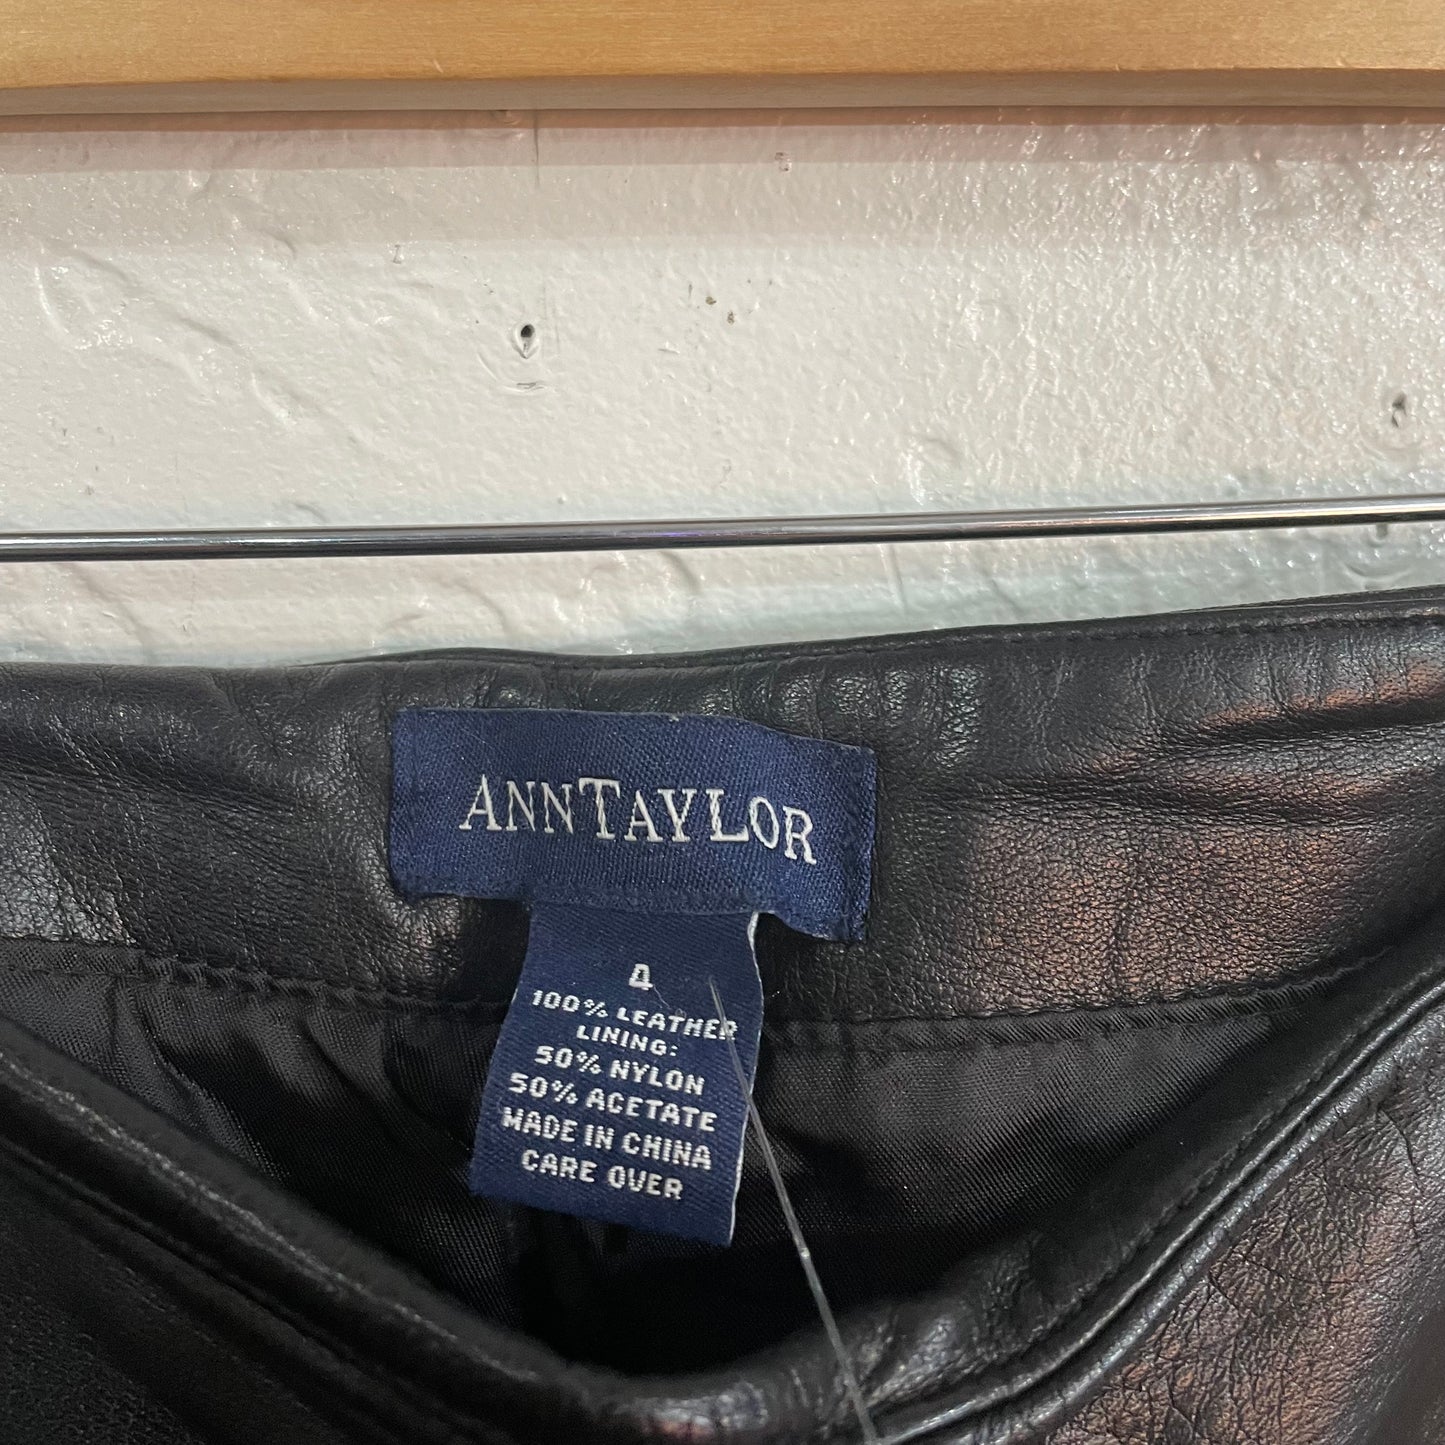 ANNTAYLOR
4
100% LEATHER
LINING:
50% NYLON
50% ACETATE
MADE IN CHINA
CARE OVER